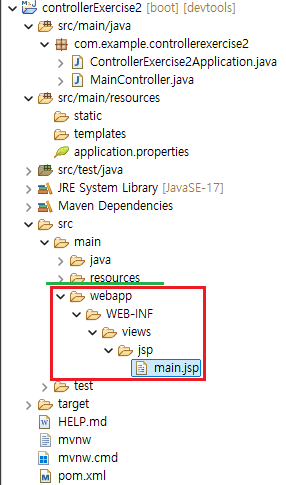 controllerExercise2 [boot] [devtools]
src/main/java
com.example.controllerexercise2
ControllerExercise2Application.java
MainController.java
src/main/resources
static
templates
application.properties
src/test/java
JRE System Library [JavaSE-17]
Maven Dependencies
src
main
java
resources
webapp
WEB-INF
views
jsp
main.jsp
test
target
HELP.md
mvnw
mvnw.cmd
pom.xml